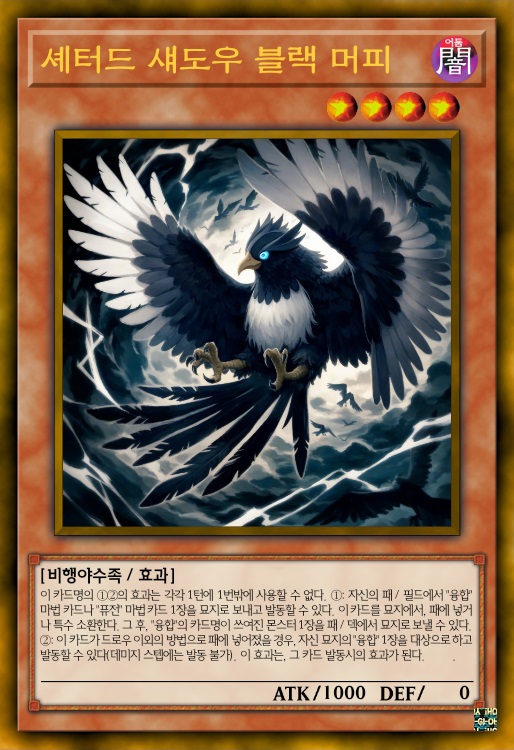 셰터드 섀도우 블랙 머피
어둠
闇
[비행야수족 / 효과]
이 카드명의 ①②의 효과는 각각 1턴에 1번밖에 사용할 수 없다. ①: 자신의 패 / 필드에서 "융합"
마법 카드나 "퓨전" 마법 카드 1장을 묘지로 보내고 발동할 수 있다. 이 카드를 묘지에서, 패에 넣거
나 특수 소환한다. 그 후, "융합"의 카드명이 쓰여진 몬스터 1장을 패 / 덱에서 묘지로 보낼 수 있다.
②: 이 카드가 드로우 이외의 방법으로 패에 넣어졌을 경우, 자신 묘지의 "융합" 1장을 대상으로 하고
발동할 수 있다(데미지 스텝에는 발동 불가). 이 효과는, 그 카드 발동시의 효과가 된다. .
ATK/1000 DEF/ 0